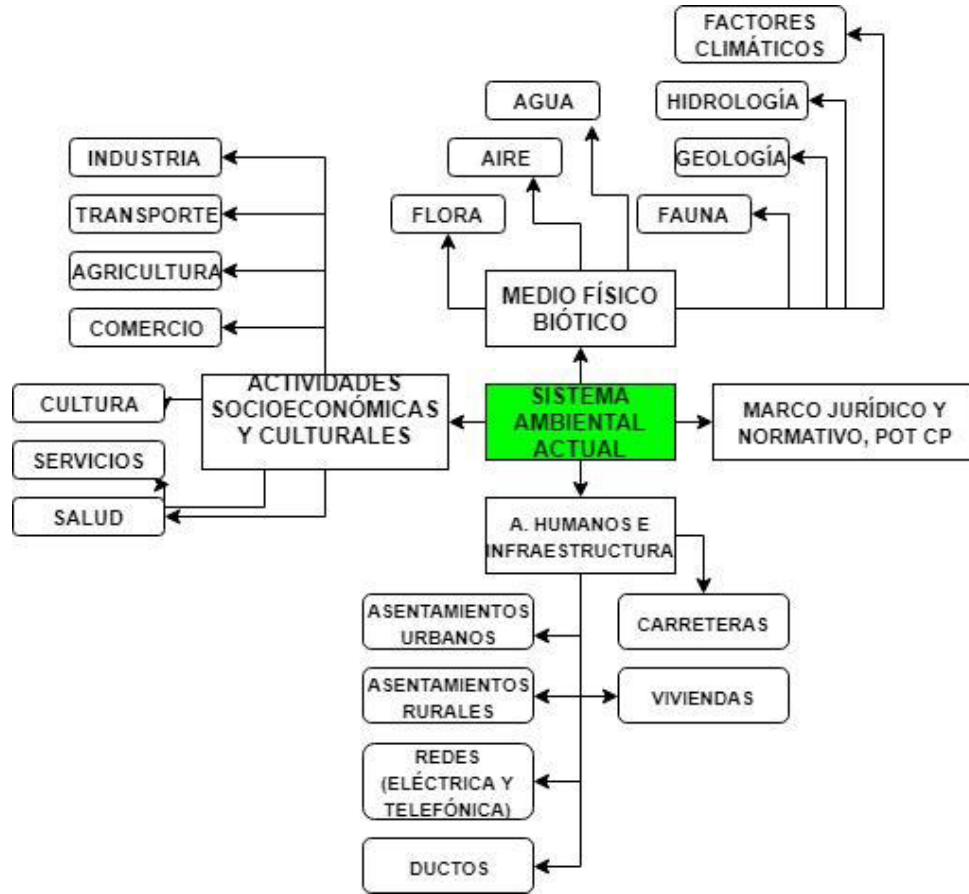 FACTORES
CLIMÁTICOS
AGUA
HIDROLOGÍA
INDUSTRIA
AIRE
GEOLOGÍA
TRANSPORTE
FLORA
FAUNA
AGRICULTURA
MEDIO FÍSICO
BIÓTICO
COMERCIO
ACTIVIDADES
SOCIOECONÓMICAS
Y CULTURALES
SISTEMA
AMBIENTAL
ACTUAL
MARCO JURÍDICO Y
NORMATIVO, POT CP
CULTURA
SERVICIOS
SALUD
A. HUMANOS E
INFRAESTRUCTURA
ASENTAMIENTOS
URBANOS
CARRETERAS
ASENTAMIENTOS
RURALES
VIVIENDAS
REDES
(ELÉCTRICA Y
TELEFÓNICA)
DUCTOS